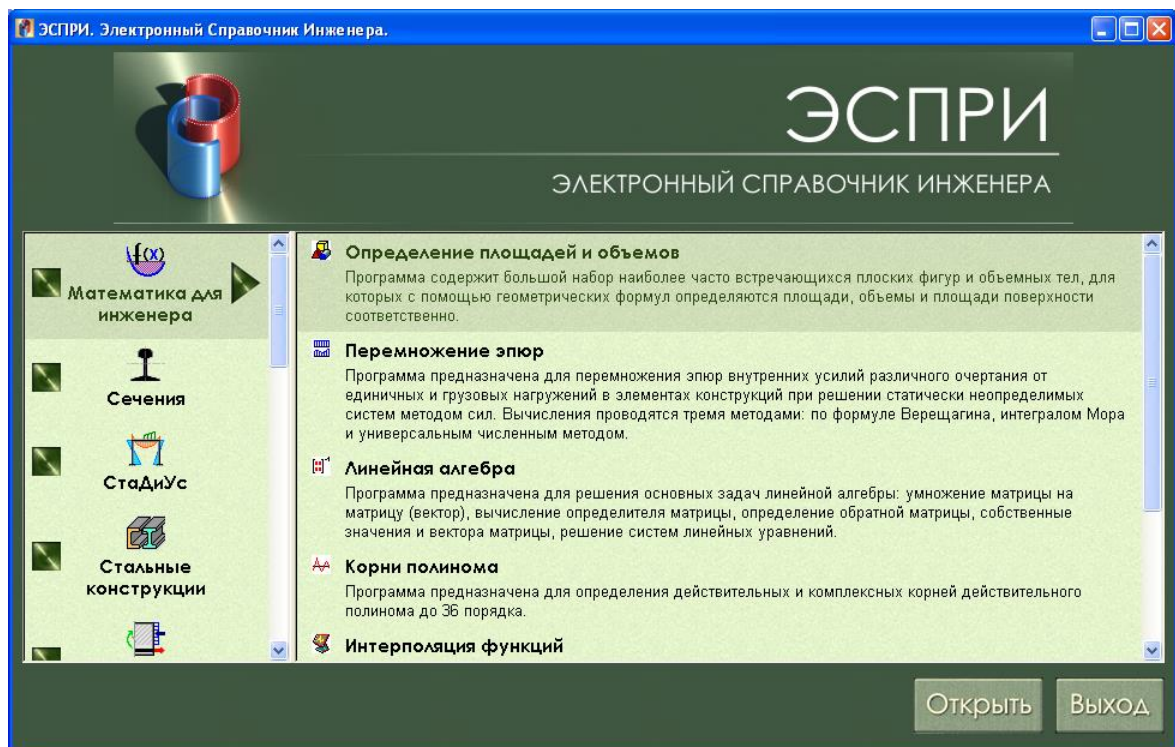 ЭСПРИ. Электронный Справочник Инженера.
ЭСПРИ
ЭЛЕКТРОННЫЙ СПРАВОЧНИК ИНЖЕНЕРА
f(x)
Математика для
инженера
Сечения
СтаДиУс
Стальные
конструкции
Определение площадей и объемов
Программа содержит большой набор наиболее часто встречающихся плоских фигур и объемных тел, для
которых с помощью геометрических формул определяются площади, объемы и площади поверхности
соответственно.
Перемножение эпюр
Программа предназначена для перемножения эпюр внутренних усилий различного очертания от
единичных и грузовых нагружений в элементах конструкций при решении статически неопределимых
систем методом сил. Вычисления проводятся тремя методами: по формуле Верещагина, интегралом Мора
и универсальным численным методом.
Линейная алгебра
Программа предназначена для решения основных задач линейной алгебры: умножение матрицы на
матрицу (вектор), вычисление определителя матрицы, определение обратной матрицы, собственные
значения и вектора матрицы, решение систем линейных уравнений.
Корни полинома
Программа предназначена для определения действительных и комплексных корней действительного
полинома до 36 порядка.
Интерполяция функций
Открыть
Выход